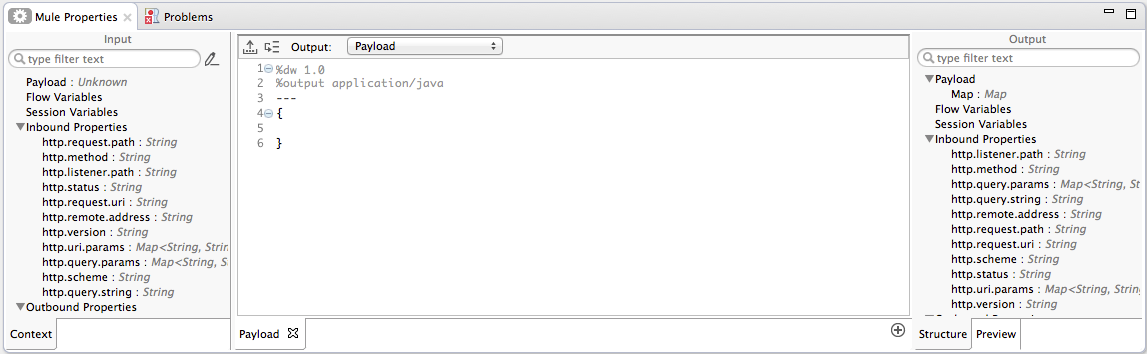 Mule Properties
Problems
Input
type filter text
Payload : Unknown
Flow Variables
Session Variables
Inbound Properties
http.request.path : String
http.method : String
http.listener.path : String
http.status : String
http.request.uri : String
http.remote.address : String
http.version : String
http.uri.params : Map<String, Strin
http.query.params : Map<String, S
http.scheme : String
http.query.string : String
Outbound Properties
Context
Output: Payload
1 %dw 1.0
2 %output application/java
3 ---
4 {
5
6 }
Payload
Output
type filter text
Payload
Map : Map
Flow Variables
Session Variables
Inbound Properties
http.listener.path : String
http.method : String
http.query.params : Map<String, St
http.query.string : String
http.remote.address : String
http.request.path : String
http.request.uri : String
http.scheme : String
http.status : String
http.uri.params : Map<String, Strin
http.version : String
Structure Preview